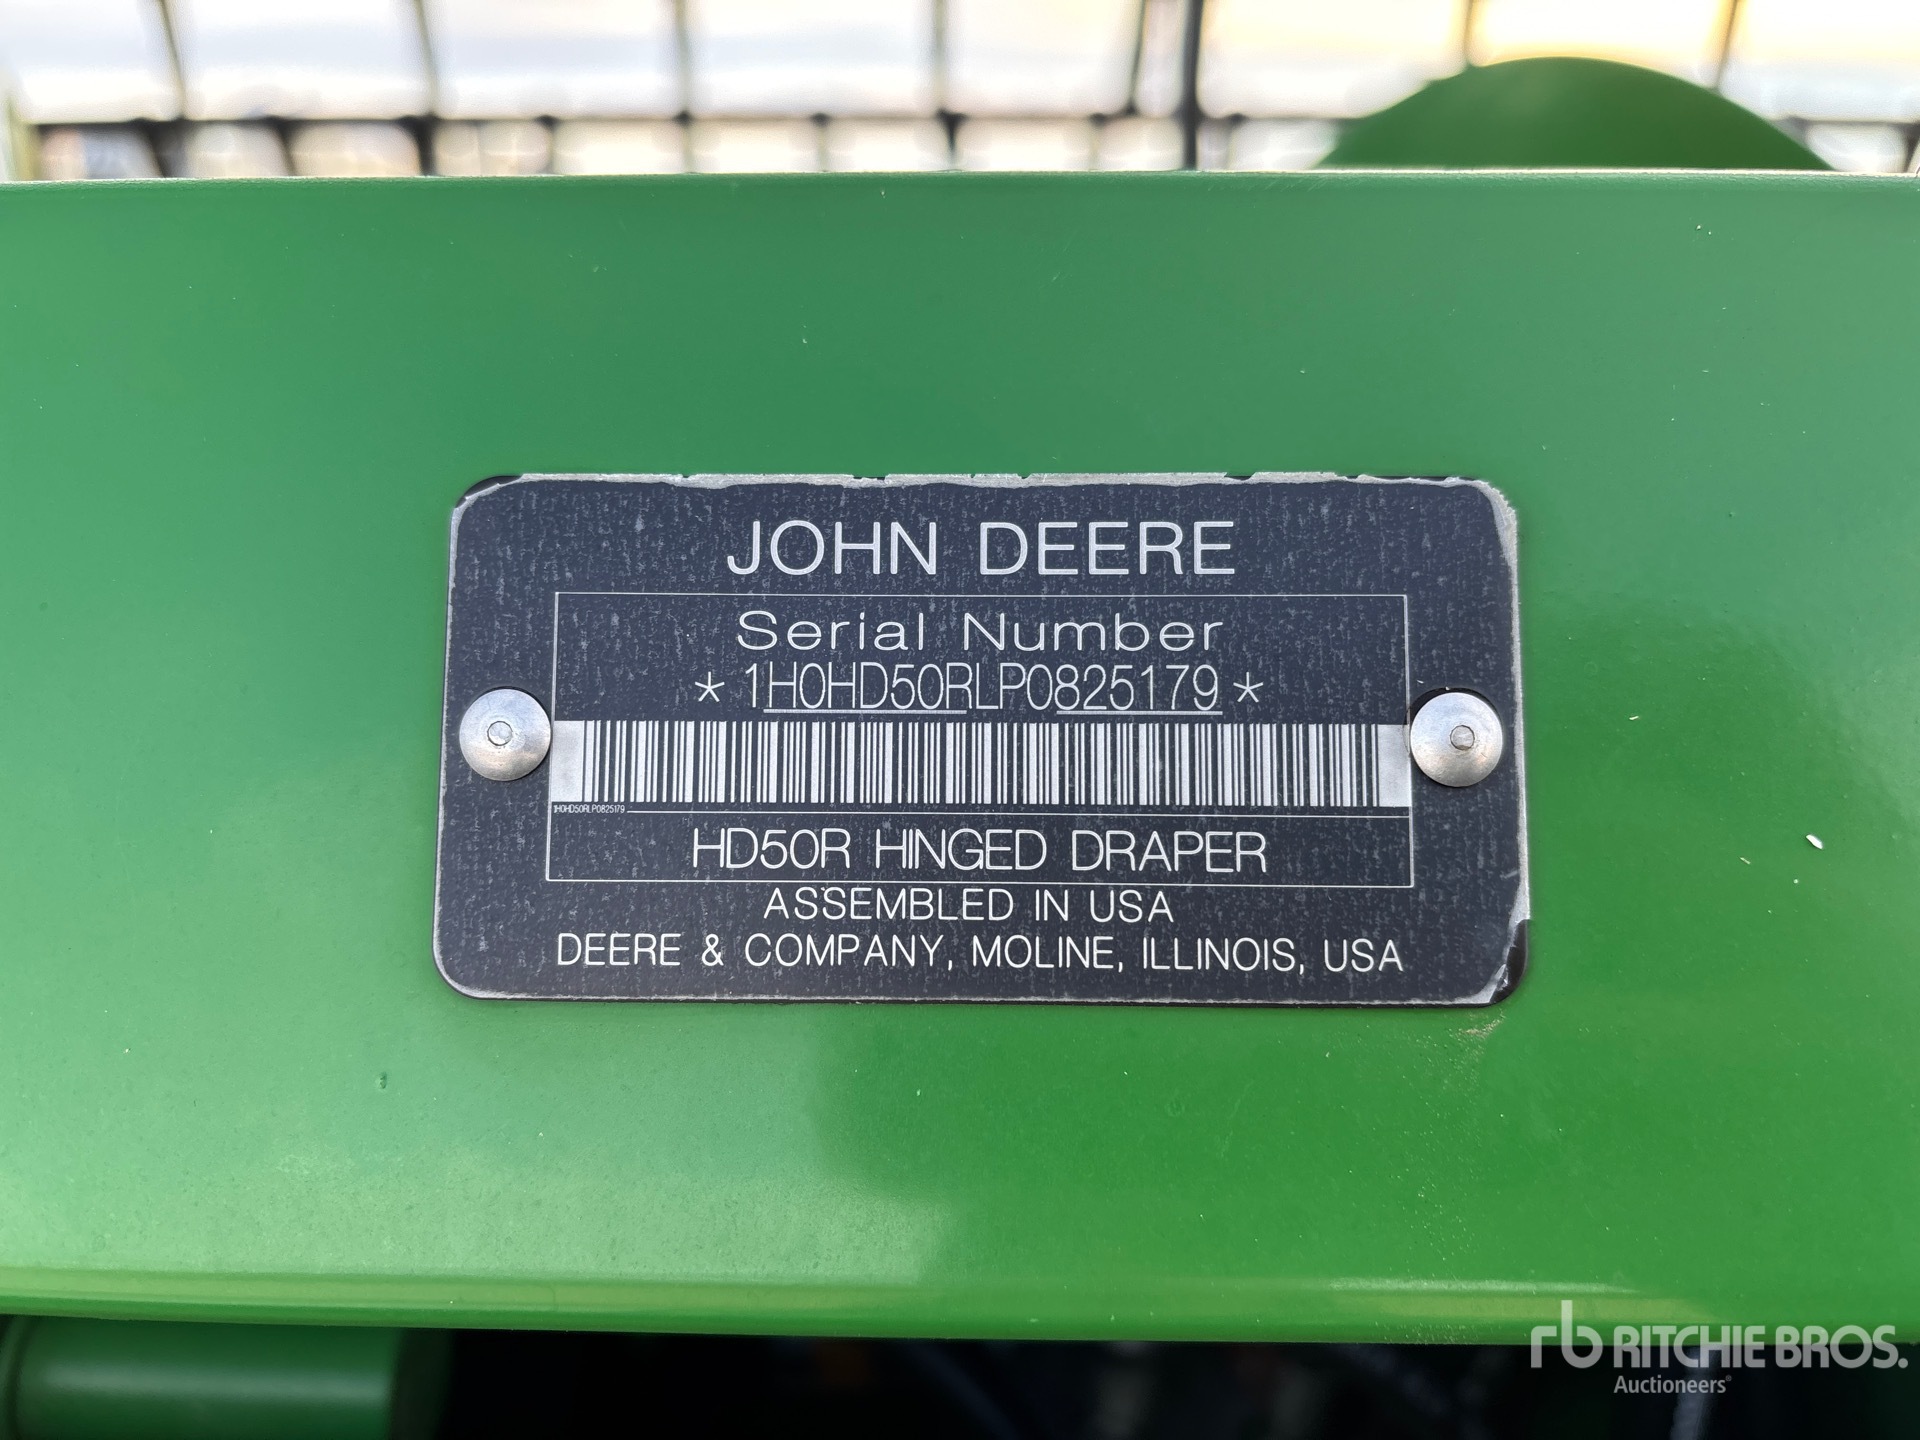 JOHN DEERE
Serial Number
*1H0HD50RLP0825179*
1H0HD50RLP0825179
HD50R HINGED DRAPER
ASSEMBLED IN USA
DEERE & COMPANY, MOLINE, ILLINOIS, USA
rb RITCHIE BROS.
Auctioneers®